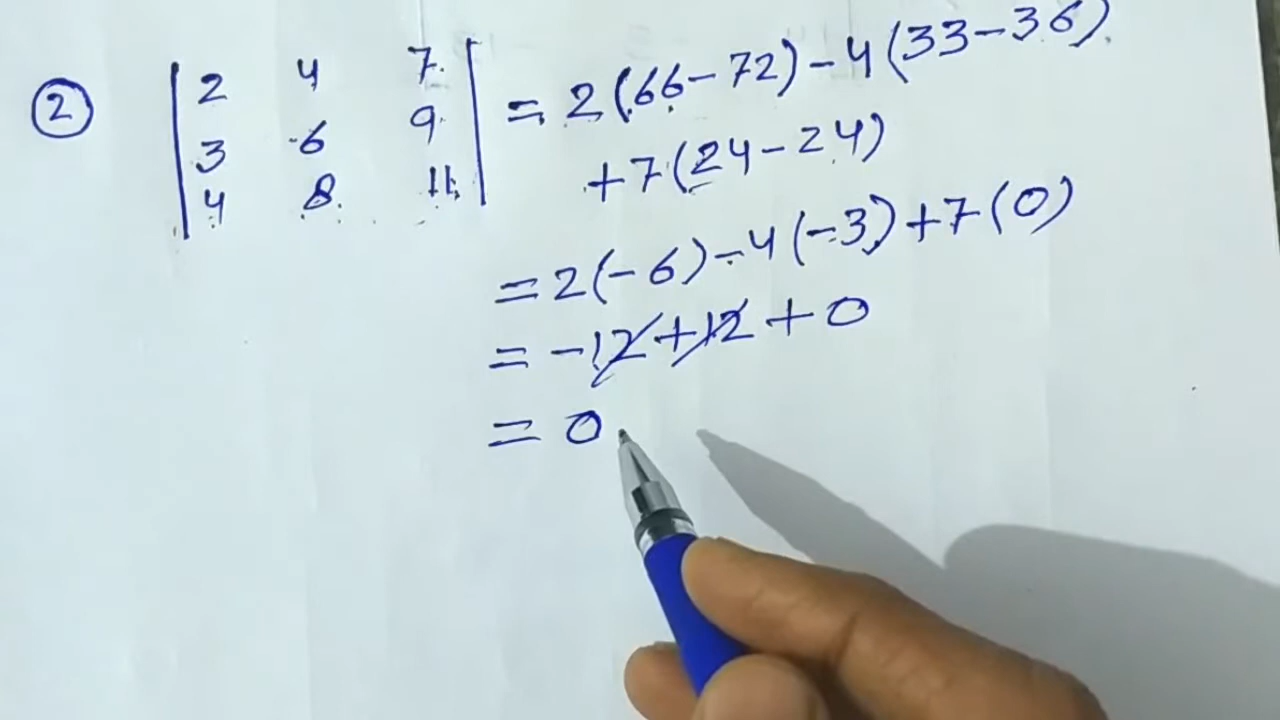 ② | 2 4 7 | = 2(66-72)-4(33-36)
| 3 6 9 | +7(24-24)
| 4 8 11 |
= 2(-6)-4(-3)+7(0)
= -12+12+0
= 0